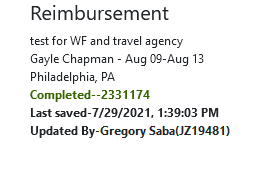 Reimbursement
test for WF and travel agency
Gayle Chapman - Aug 09-Aug 13
Philadelphia, PA
Completed--2331174
Last saved-7/29/2021, 1:39:03 PM
Updated By-Gregory Saba(JZ19481)